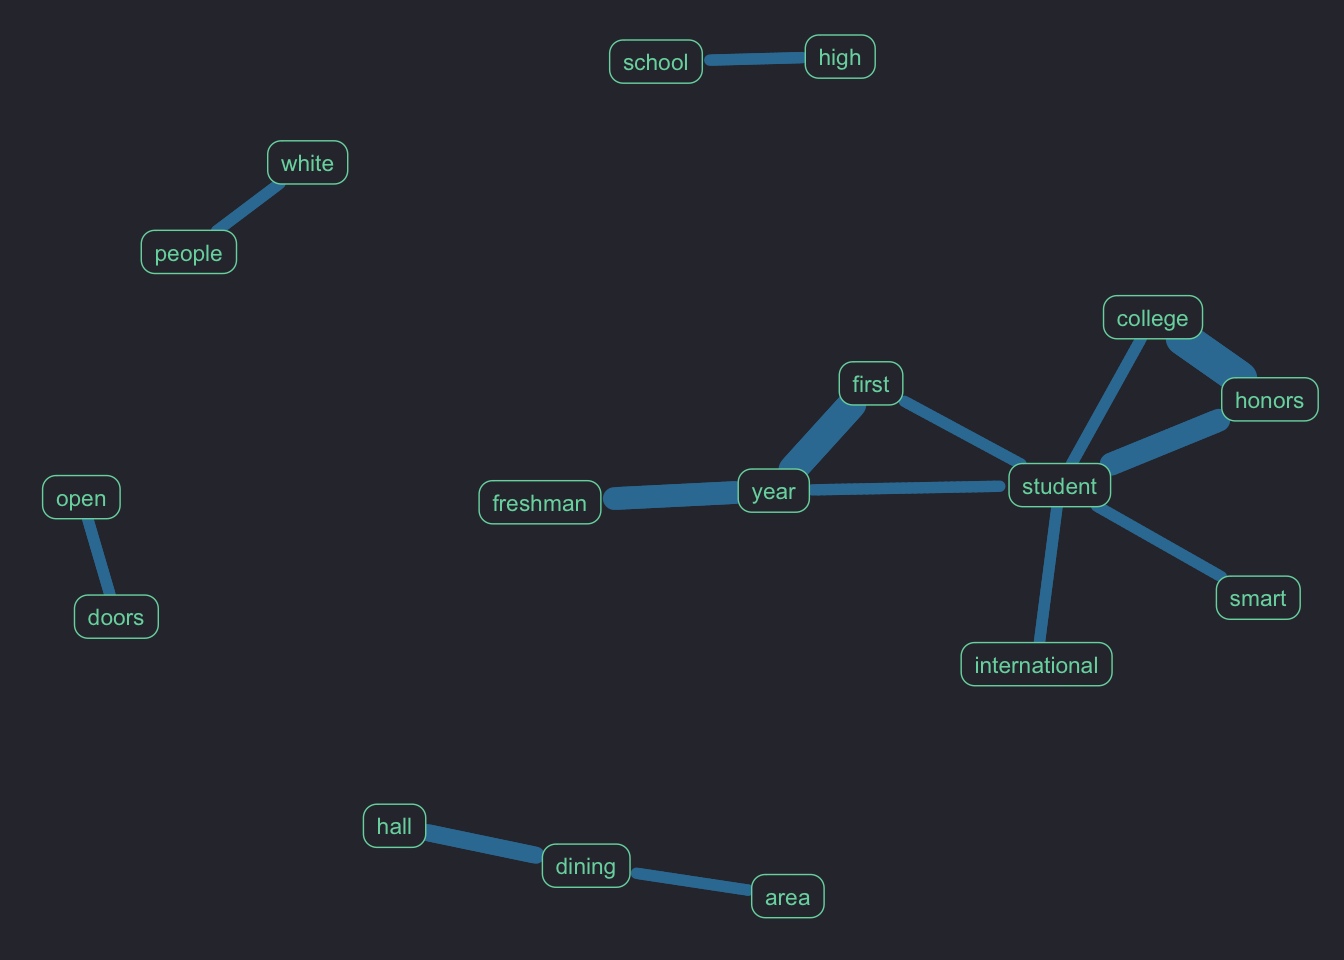 school
high
white
people
college
first
honors
student
year
freshman
open
doors
smart
international
hall
dining
area